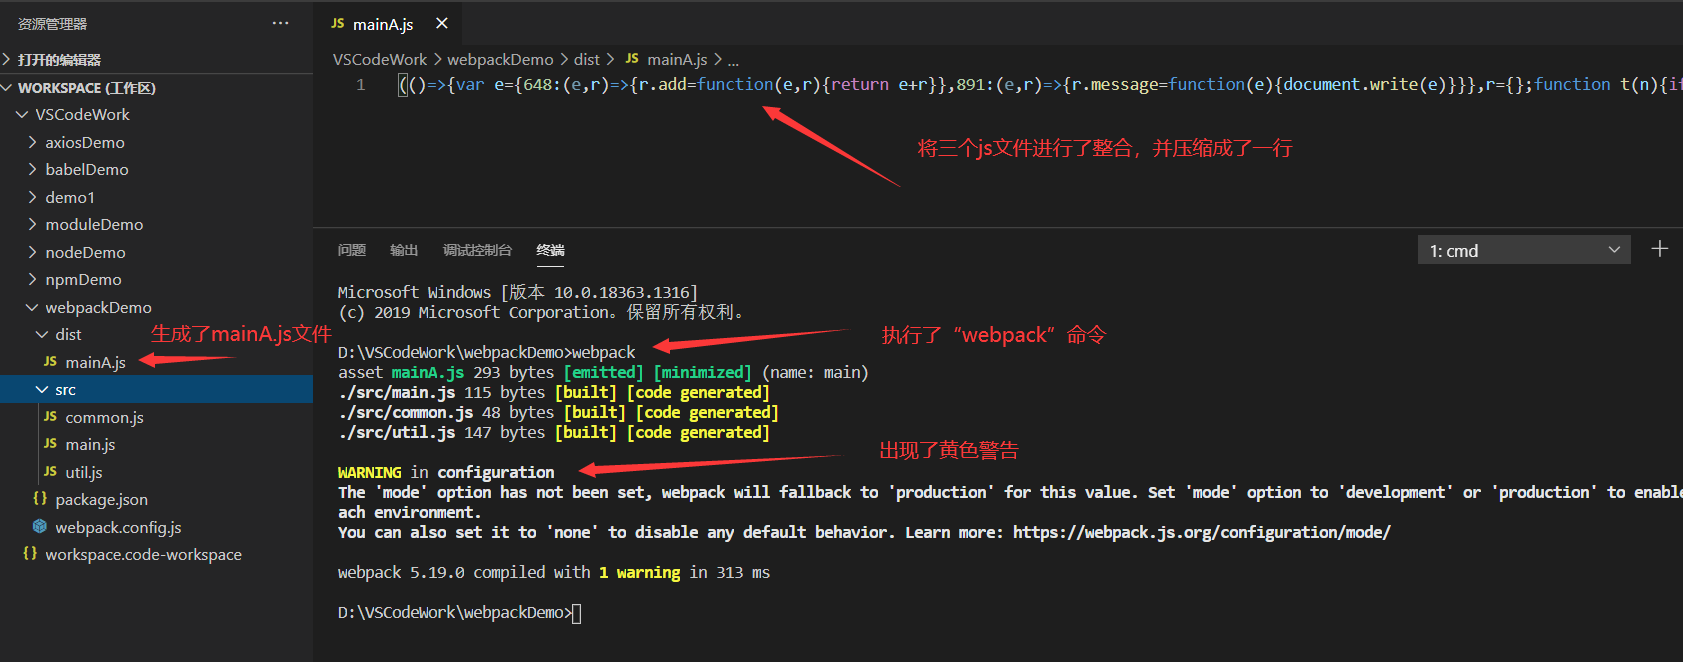 资源管理器
打开的编辑器
WORKSPACE (工作区)
VSCodeWork
axiosDemo
babelDemo
demo1
moduleDemo
nodeDemo
npmDemo
webpackDemo
dist
生成了mainA.js文件
JS mainA.js
src
JS common.js
JS main.js
JS util.js
{} package.json
webpack.config.js
{} workspace.code-workspace
JS mainA.js
VSCodeWork > webpackDemo > dist > JS mainA.js > ...
1 (()=>{var e={648:(e,r)=>{r.add=function(e,r){return e+r}},891:(e,r)=>{r.message=function(e){document.write(e)}}},r={};function t(n){if
将三个js文件进行了整合，并压缩成了一行
问题 输出 调试控制台 终端
1: cmd
Microsoft Windows [版本 10.0.18363.1316]
(c) 2019 Microsoft Corporation。保留所有权利。
D:\VSCodeWork\webpackDemo>webpack
执行了“webpack”命令
asset mainA.js 293 bytes [emitted] [minimized] (name: main)
./src/main.js 115 bytes [built] [code generated]
./src/common.js 48 bytes [built] [code generated]
./src/util.js 147 bytes [built] [code generated]
出现了黄色警告
WARNING in configuration
The 'mode' option has not been set, webpack will fallback to 'production' for this value. Set 'mode' option to 'development' or 'production' to enable
ach environment.
You can also set it to 'none' to disable any default behavior. Learn more: https://webpack.js.org/configuration/mode/
webpack 5.19.0 compiled with 1 warning in 313 ms
D:\VSCodeWork\webpackDemo>